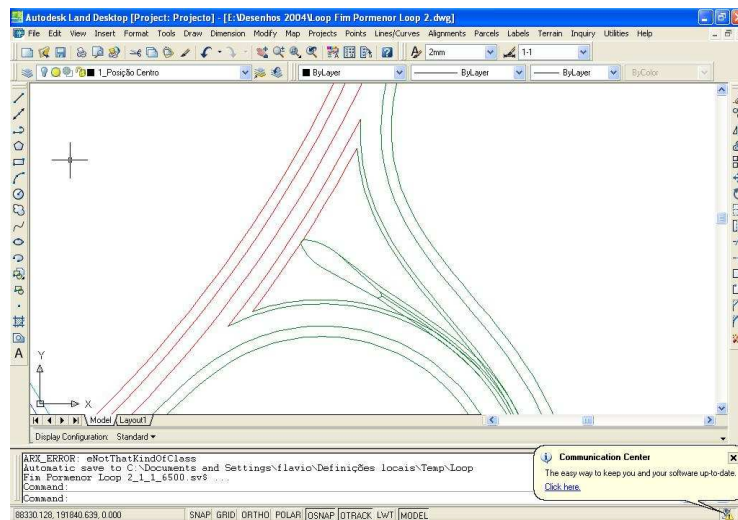 Autodesk Land Desktop [Project: Projecto] - [E:\Desenhos 2004\Loop Fim Pormenor Loop 2.dwg]
File Edit View Insert Format Tools Draw Dimension Modify Map Projects Points Lines/Curves Alignments Parcels Labels Terrain Inquiry Utilities Help
2mm 1-1
1_Posição Centro ByLayer ByLayer ByLayer ByColor
A
Y
X
Model Layout1
Display Configuration: Standard
ARX_ERROR: eNotThatKindOfClass
Automatic save to C:\Documents and Settings\flavio\Definições locais\Temp\Loop
Fim Pormenor Loop 2_1_1_6500.sv$ ...
Command:
Command:
Communication Center
The easy way to keep you and your software up-to-date.
Click here.
88330.128, 191840.639, 0.000 SNAP GRID ORTHO POLAR OSNAP OTRACK LWT MODEL